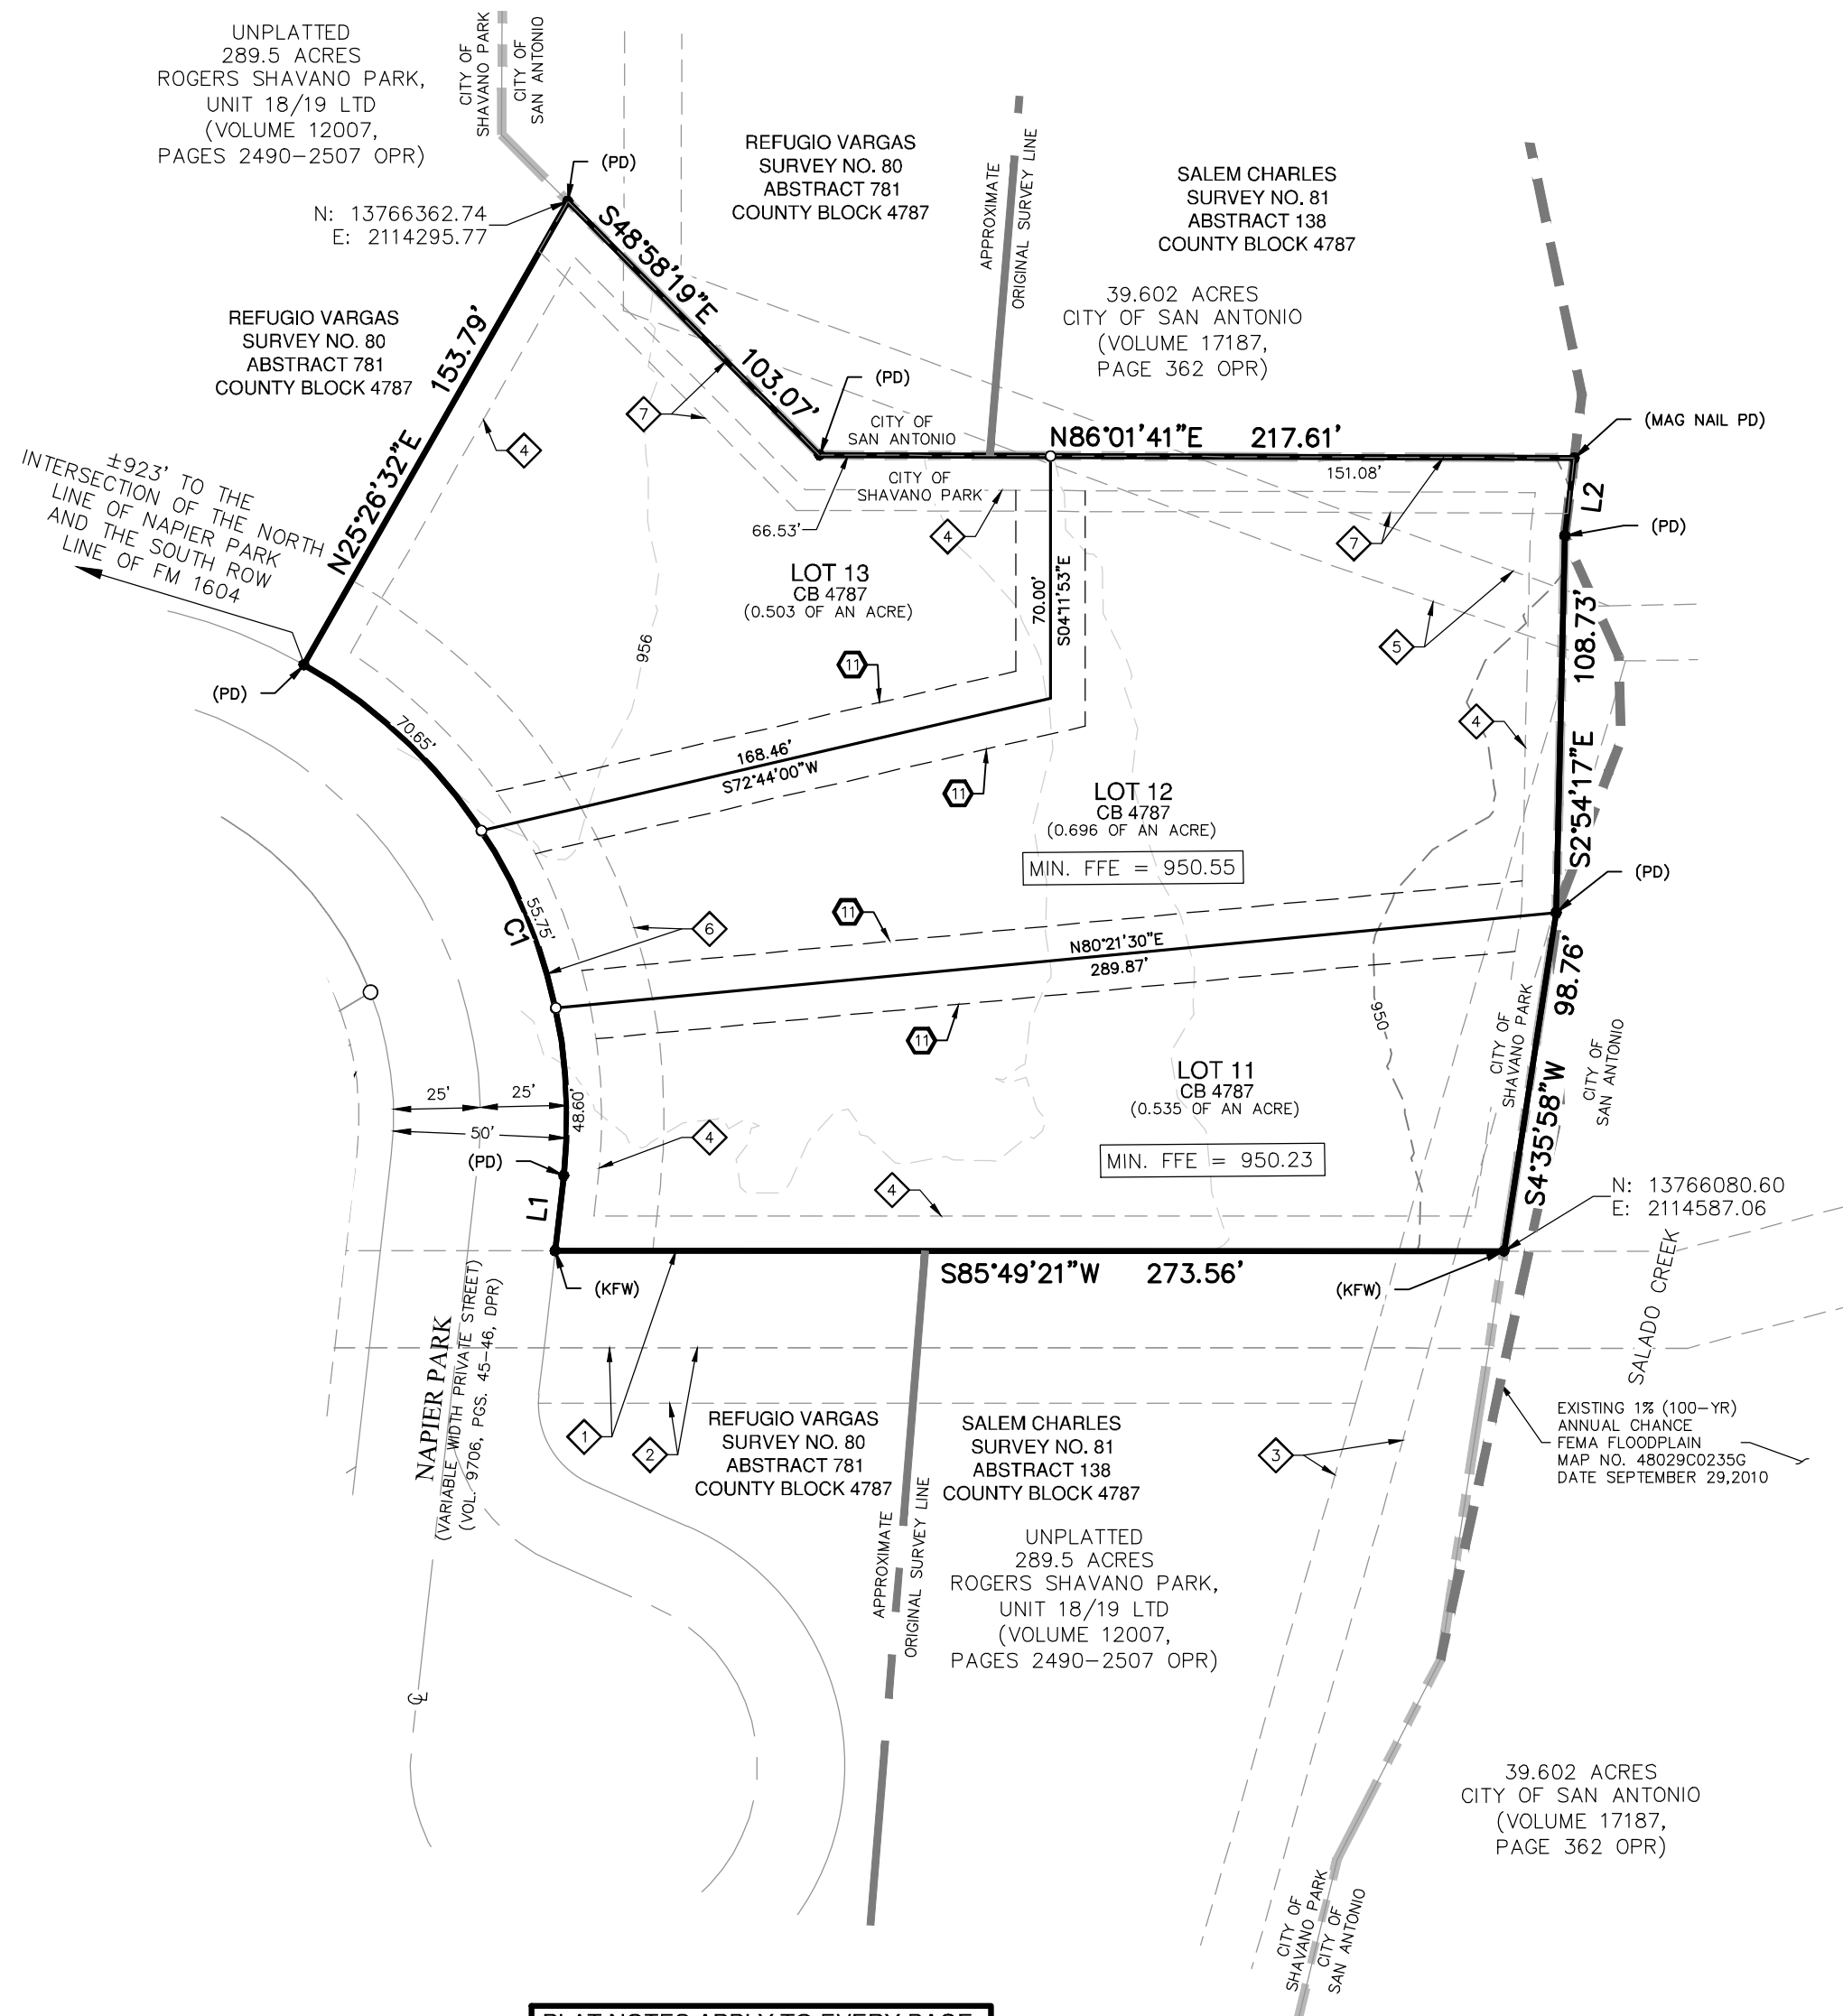 UNPLATTED
289.5 ACRES
ROGERS SHAVANO PARK,
UNIT 18/19 LTD
(VOLUME 12007,
PAGES 2490-2507 OPR)
CITY OF
SHAVANO PARK
CITY OF
SAN ANTONIO
(PD)
N: 13766362.74
E: 2114295.77
REFUGIO VARGAS
SURVEY NO. 80
ABSTRACT 781
COUNTY BLOCK 4787
APPROXIMATE
ORIGINAL SURVEY LINE
SALEM CHARLES
SURVEY NO. 81
ABSTRACT 138
COUNTY BLOCK 4787
39.602 ACRES
CITY OF SAN ANTONIO
(VOLUME 17187,
PAGE 362 OPR)
REFUGIO VARGAS
SURVEY NO. 80
ABSTRACT 781
COUNTY BLOCK 4787
N25°26'32"E 153.79'
S48°58'19"E 103.07'
(PD)
7
4
CITY OF
SAN ANTONIO
CITY OF
SHAVANO PARK
N86°01'41"E 217.61'
151.08'
(MAG NAIL PD)
L2
(PD)
66.53'
4
7
±923' TO THE
INTERSECTION OF THE NORTH
LINE OF NAPIER PARK
AND THE SOUTH ROW
LINE OF FM 1604
(PD)
LOT 13
CB 4787
(0.503 OF AN ACRE)
956
70.00'
S04°11'53"E
11
5
4
S2°54'17"E 108.73'
70.65'
168.46'
S72°44'00"W
11
LOT 12
CB 4787
(0.696 OF AN ACRE)
MIN. FFE = 950.55
(PD)
55.75'
C1
6
11
N80°21'30"E
289.87'
11
950
S4°35'58"W 98.76'
CITY OF
SHAVANO PARK
CITY OF
SAN ANTONIO
LOT 11
CB 4787
(0.535 OF AN ACRE)
MIN. FFE = 950.23
25'
25'
50'
48.60'
4
(PD)
L1
4
N: 13766080.60
E: 2114587.06
S85°49'21"W 273.56'
(KFW)
(KFW)
SALADO CREEK
NAPIER PARK
(VARIABLE WIDTH PRIVATE STREET)
(VOL. 9706, PGS. 45-46, DPR)
1
2
3
REFUGIO VARGAS
SURVEY NO. 80
ABSTRACT 781
COUNTY BLOCK 4787
SALEM CHARLES
SURVEY NO. 81
ABSTRACT 138
COUNTY BLOCK 4787
EXISTING 1% (100-YR)
ANNUAL CHANCE
FEMA FLOODPLAIN
MAP NO. 48029C0235G
DATE SEPTEMBER 29,2010
APPROXIMATE
ORIGINAL SURVEY LINE
UNPLATTED
289.5 ACRES
ROGERS SHAVANO PARK,
UNIT 18/19 LTD
(VOLUME 12007,
PAGES 2490-2507 OPR)
℄
39.602 ACRES
CITY OF SAN ANTONIO
(VOLUME 17187,
PAGE 362 OPR)
CITY OF
SHAVANO PARK
CITY OF
SAN ANTONIO
PLAT NOTES APPLY TO EVERY PAGE